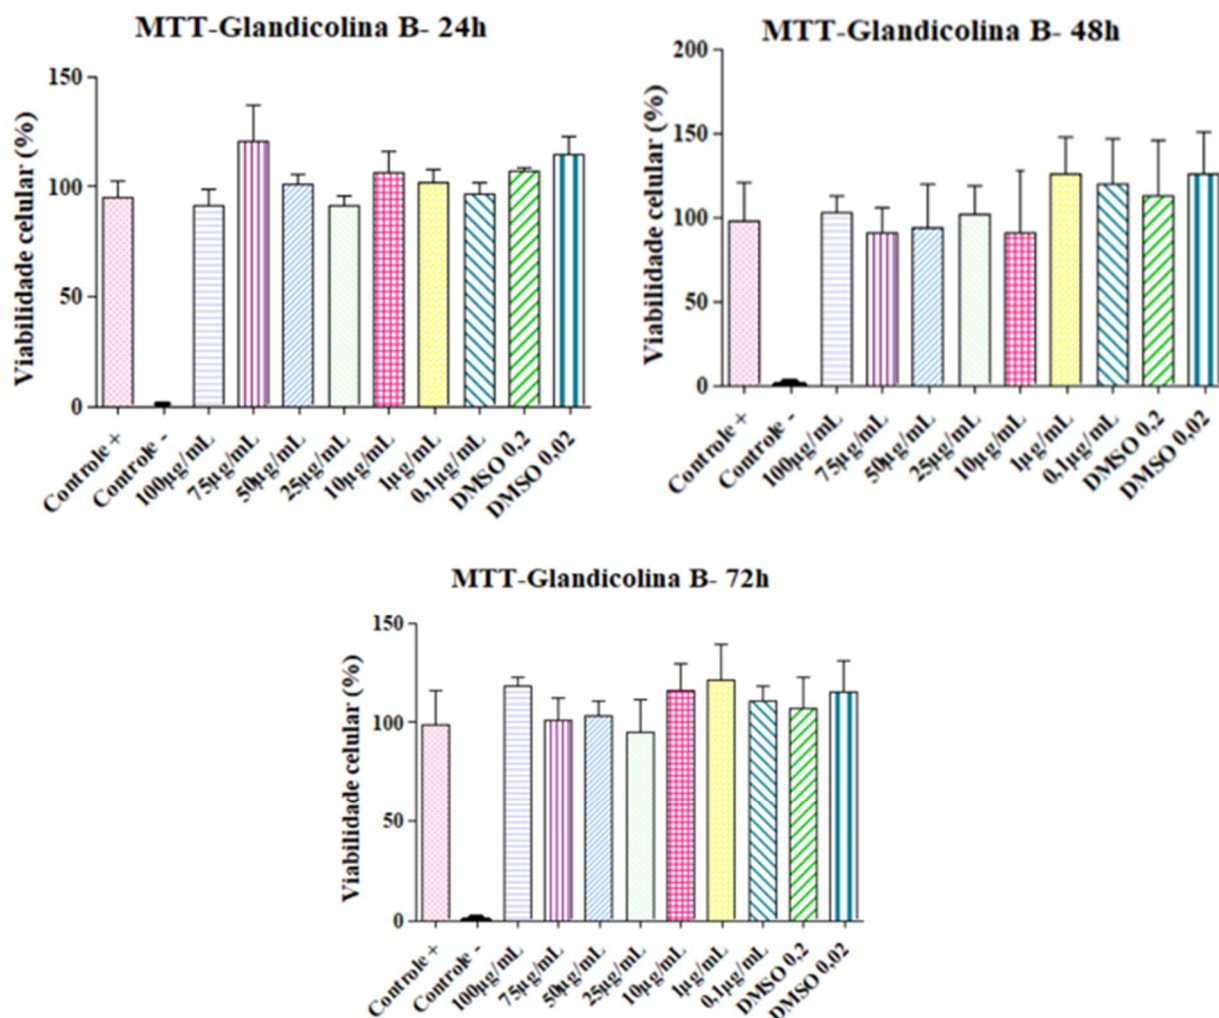 MTT-Glandicolina B- 24h
Viabilidade celular (%)
150
100
50
0
Controle +
Controle -
100µg/mL
75µg/mL
50µg/mL
25µg/mL
10µg/mL
1µg/mL
0,1µg/mL
DMSO 0,2
DMSO 0,02
MTT-Glandicolina B- 48h
Viabilidade celular (%)
200
150
100
50
0
Controle +
Controle -
100µg/mL
75µg/mL
50µg/mL
25µg/mL
10µg/mL
1µg/mL
0,1µg/mL
DMSO 0,2
DMSO 0,02
MTT-Glandicolina B- 72h
Viabilidade celular (%)
150
100
50
0
Controle +
Controle -
100µg/mL
75µg/mL
50µg/mL
25µg/mL
10µg/mL
1µg/mL
0,1µg/mL
DMSO 0,2
DMSO 0,02